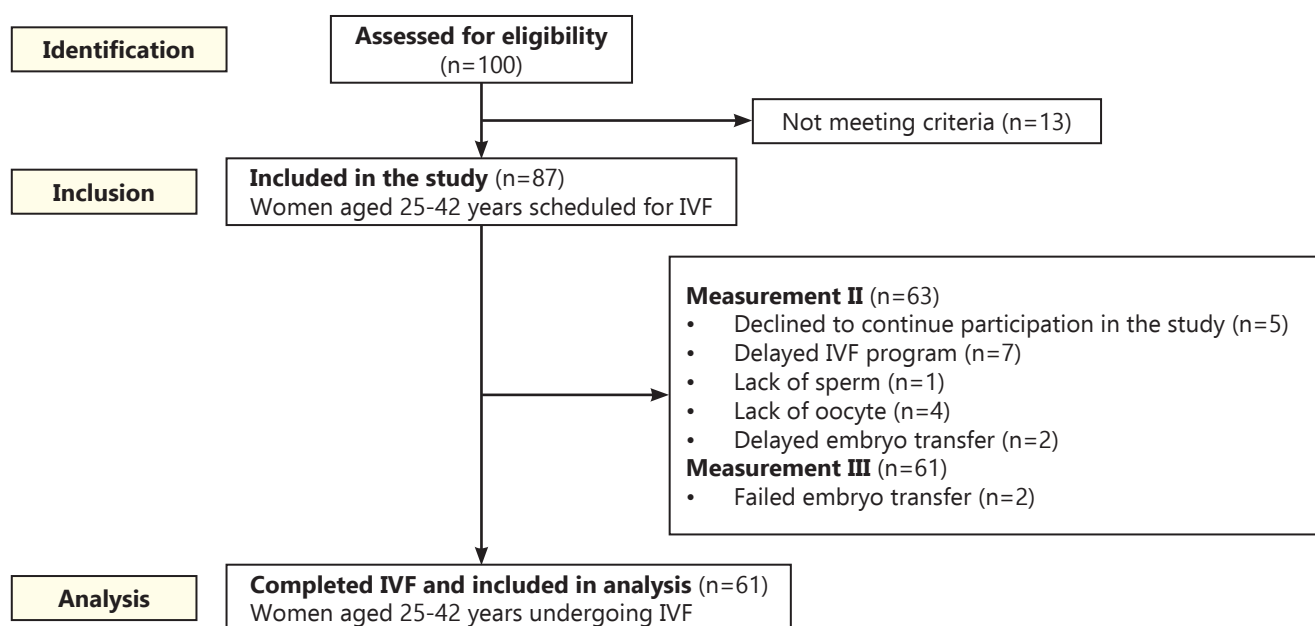 Identification
Assessed for eligibility
(n=100)
Not meeting criteria (n=13)
Inclusion
Included in the study (n=87)
Women aged 25-42 years scheduled for IVF
Measurement II (n=63)
• Declined to continue participation in the study (n=5)
• Delayed IVF program (n=7)
• Lack of sperm (n=1)
• Lack of oocyte (n=4)
• Delayed embryo transfer (n=2)
Measurement III (n=61)
• Failed embryo transfer (n=2)
Analysis
Completed IVF and included in analysis (n=61)
Women aged 25-42 years undergoing IVF